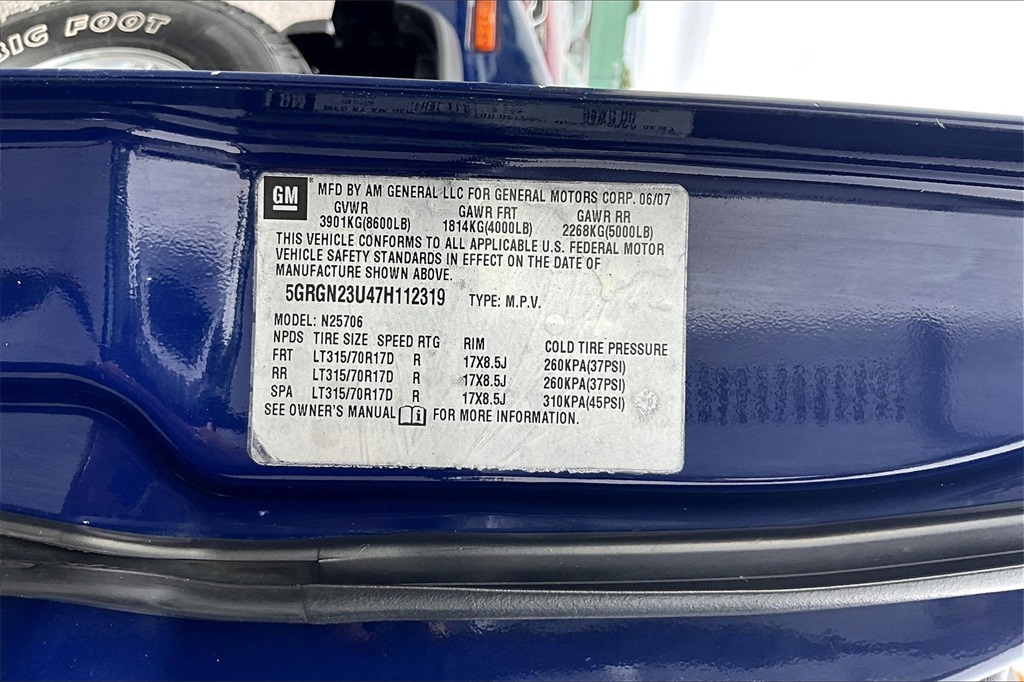 BIG FOOT
GM ® MFD BY AM GENERAL LLC FOR GENERAL MOTORS CORP. 06/07
GVWR GAWR FRT GAWR RR
3901KG(8600LB) 1814KG(4000LB) 2268KG(5000LB)
THIS VEHICLE CONFORMS TO ALL APPLICABLE U.S. FEDERAL MOTOR
VEHICLE SAFETY STANDARDS IN EFFECT ON THE DATE OF
MANUFACTURE SHOWN ABOVE.
5GRGN23U47H112319 TYPE: M.P.V.
MODEL: N25706
NPDS TIRE SIZE SPEED RTG RIM COLD TIRE PRESSURE
FRT LT315/70R17D R 17X8.5J 260KPA(37PSI)
RR LT315/70R17D R 17X8.5J 260KPA(37PSI)
SPA LT315/70R17D R 17X8.5J 310KPA(45PSI)
SEE OWNER'S MANUAL FOR MORE INFORMATION.